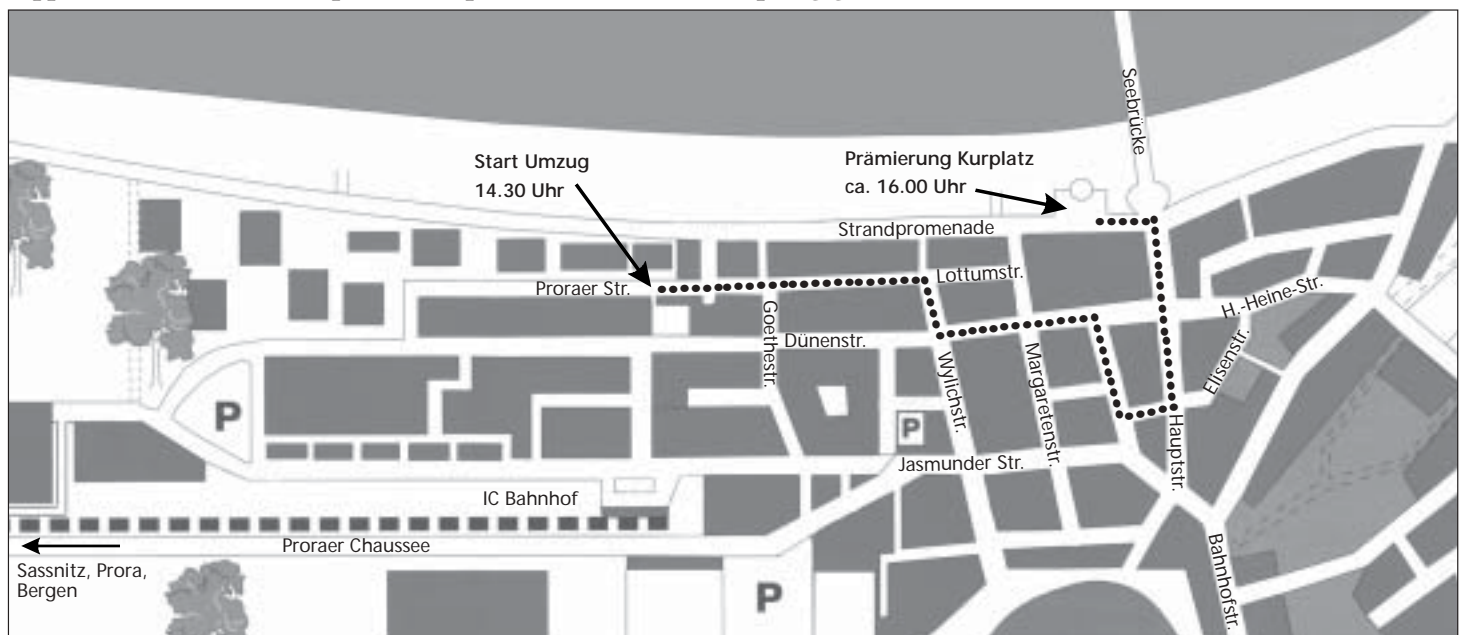 Seebrücke
Start Umzug
14.30 Uhr
Prämierung Kurplatz
ca. 16.00 Uhr
Strandpromenade
Lottumstr.
Proraer Str.
H.-Heine-Str.
Goethestr.
Dünenstr.
Elisenstr.
Wylichstr.
Margaretenstr.
Hauptstr.
P
P
Jasmunder Str.
IC Bahnhof
Proraer Chaussee
Sassnitz, Prora,
Bergen
P
Bahnhofstr.